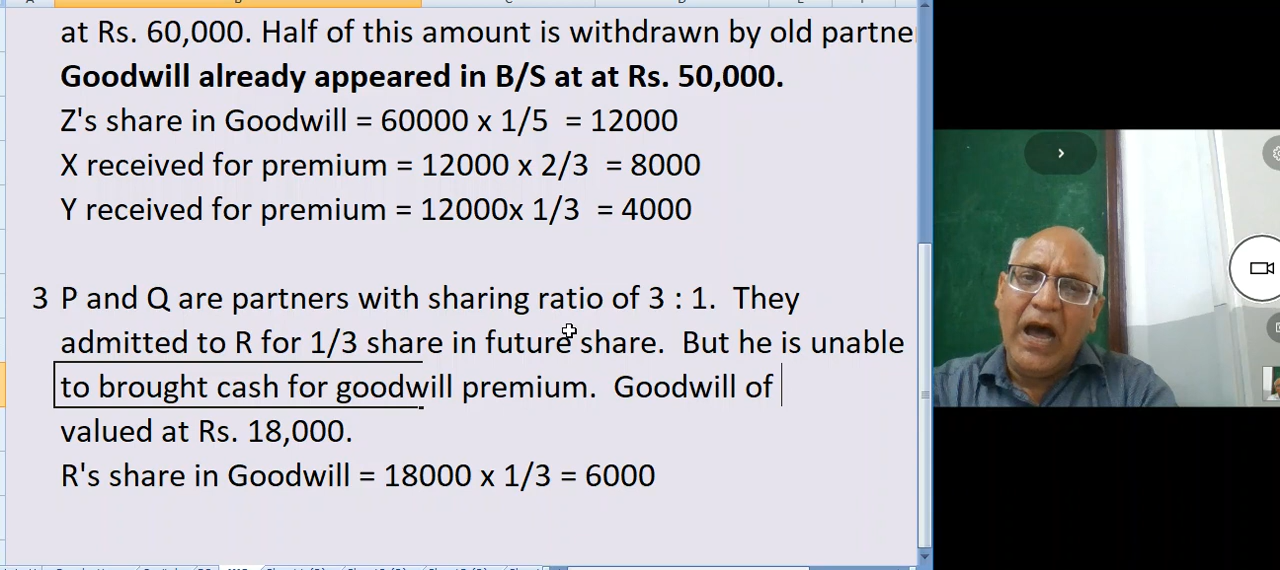 at Rs. 60,000. Half of this amount is withdrawn by old partne
Goodwill already appeared in B/S at at Rs. 50,000.
Z's share in Goodwill = 60000 x 1/5 = 12000
X received for premium = 12000 x 2/3 = 8000
Y received for premium = 12000x 1/3 = 4000
3 P and Q are partners with sharing ratio of 3 : 1. They
admitted to R for 1/3 share in future share. But he is unable
to brought cash for goodwill premium. Goodwill of
valued at Rs. 18,000.
R's share in Goodwill = 18000 x 1/3 = 6000